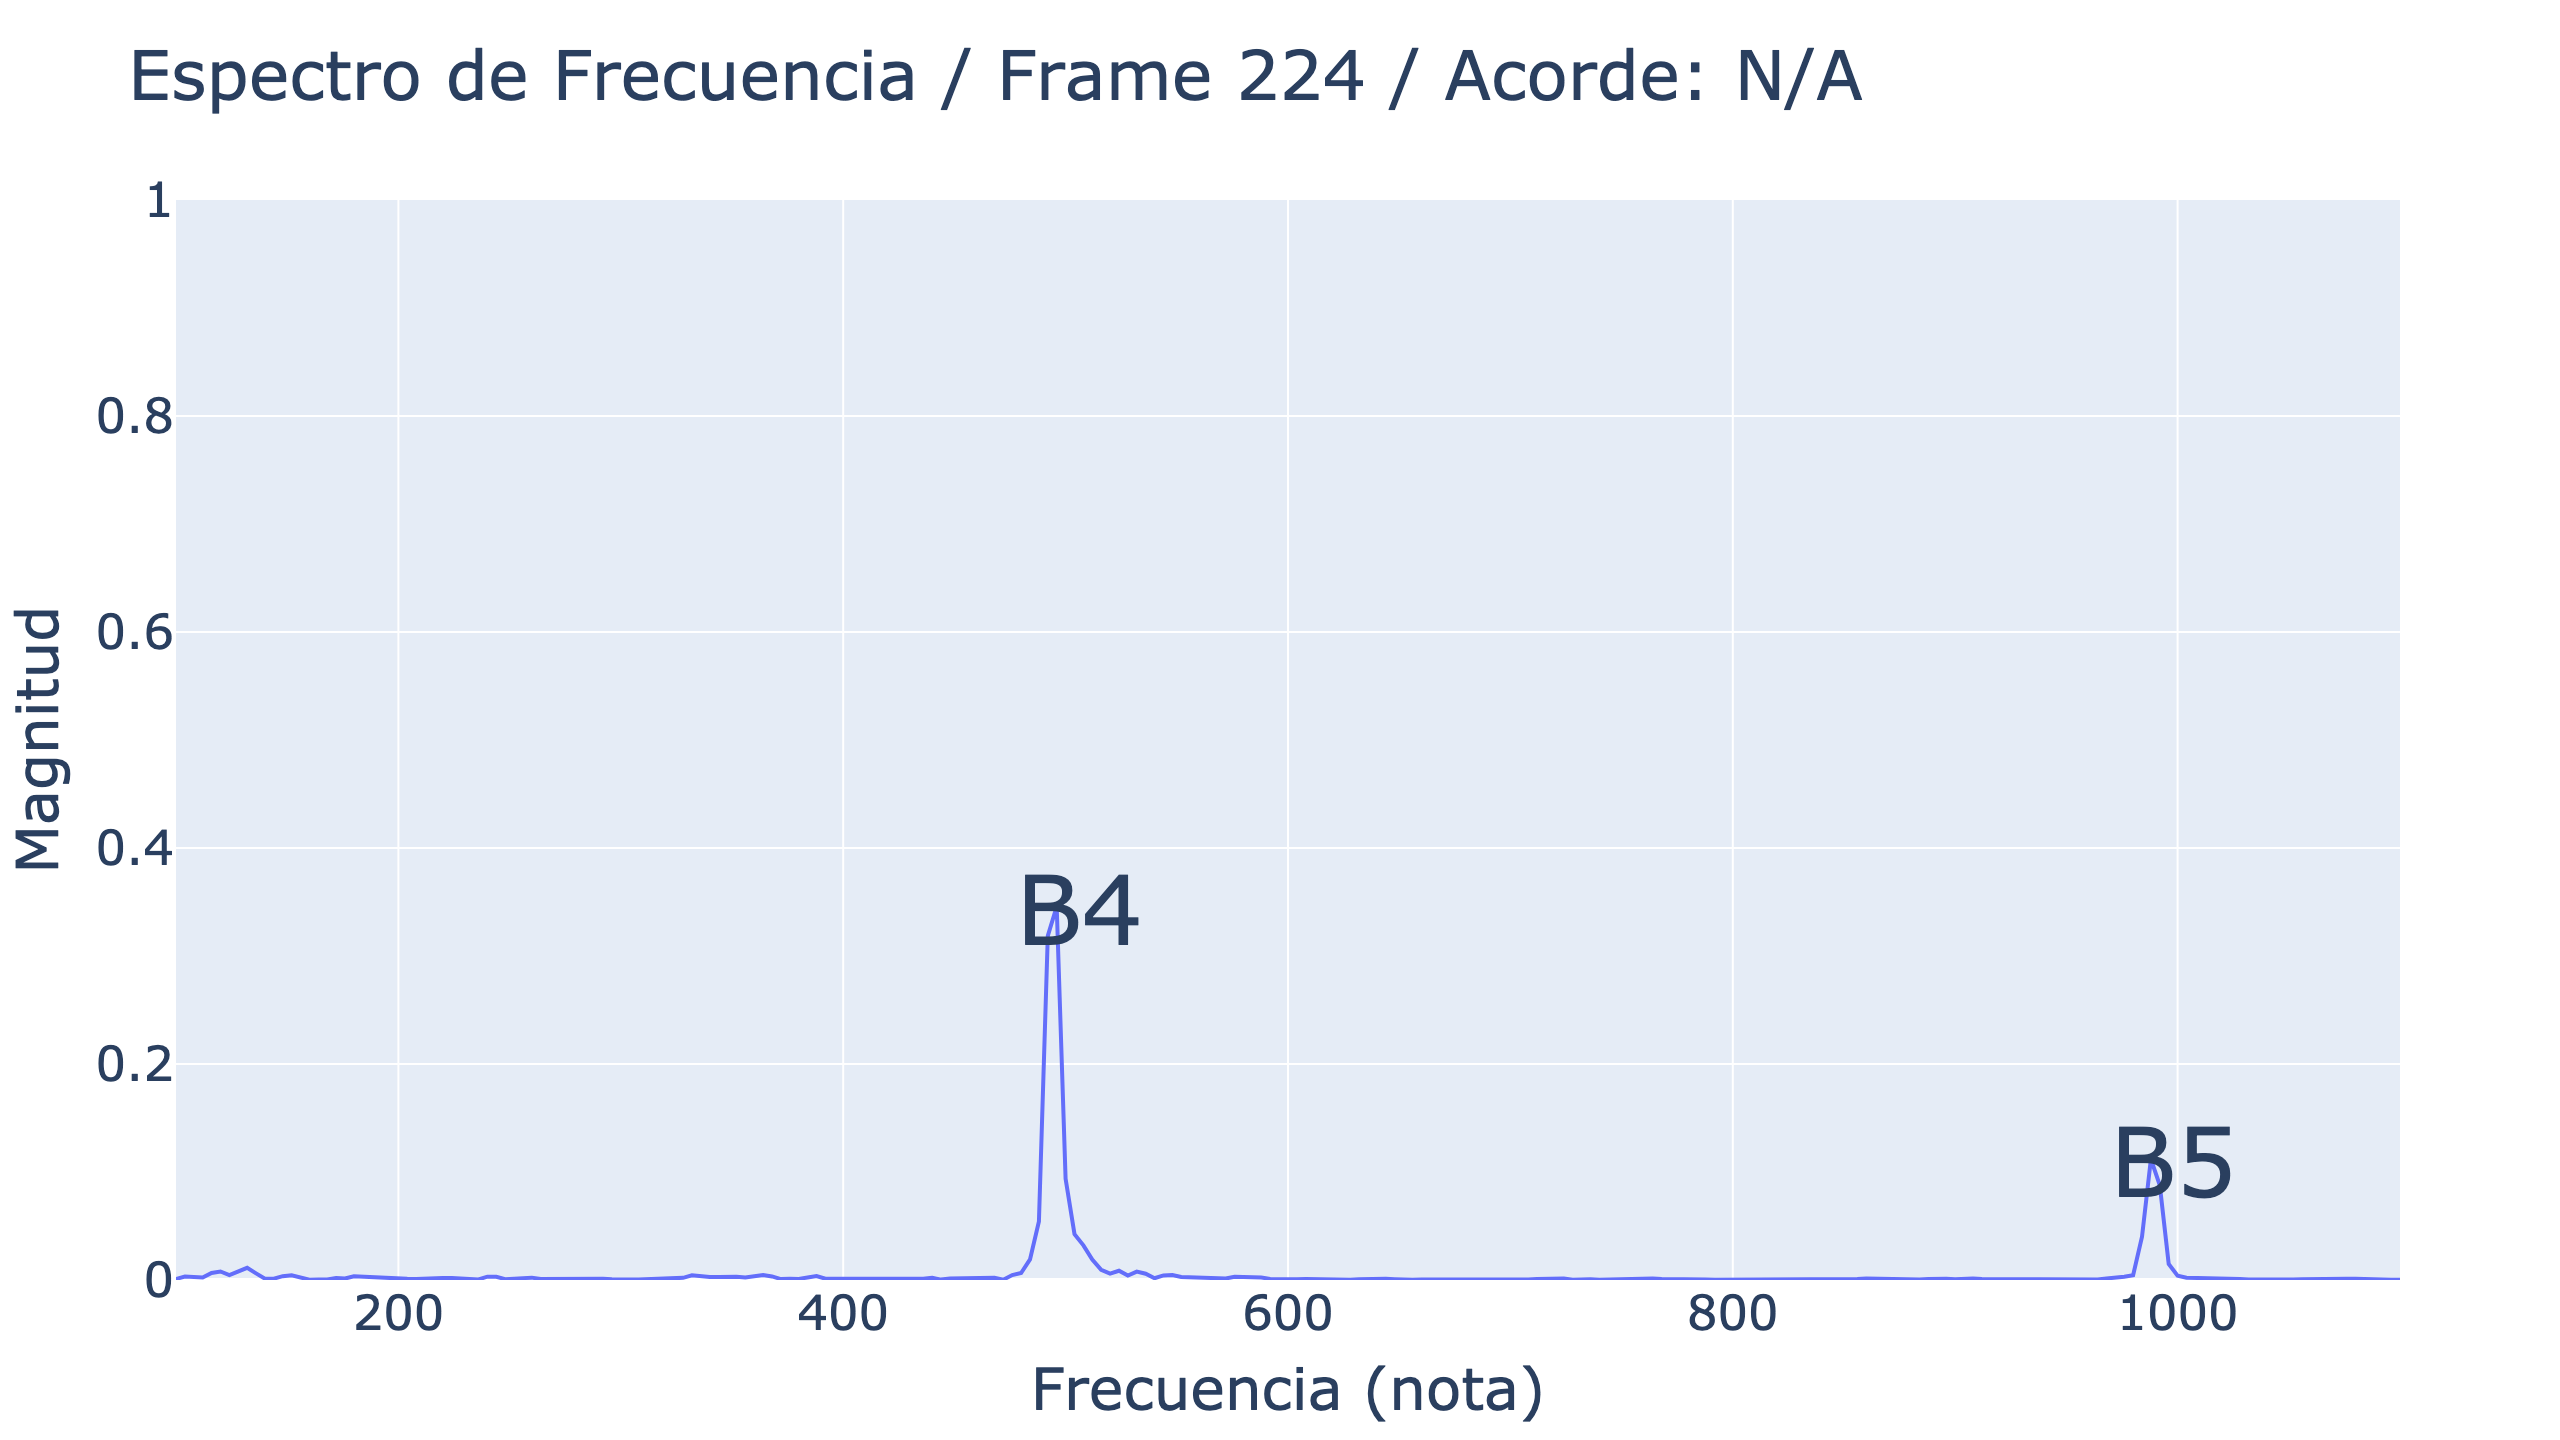 Espectro de Frecuencia / Frame 224 / Acorde: N/A
1
0.8
0.6
0.4
0.2
0
Magnitud
B4
B5
200 400 600 800 1000
Frecuencia (nota)